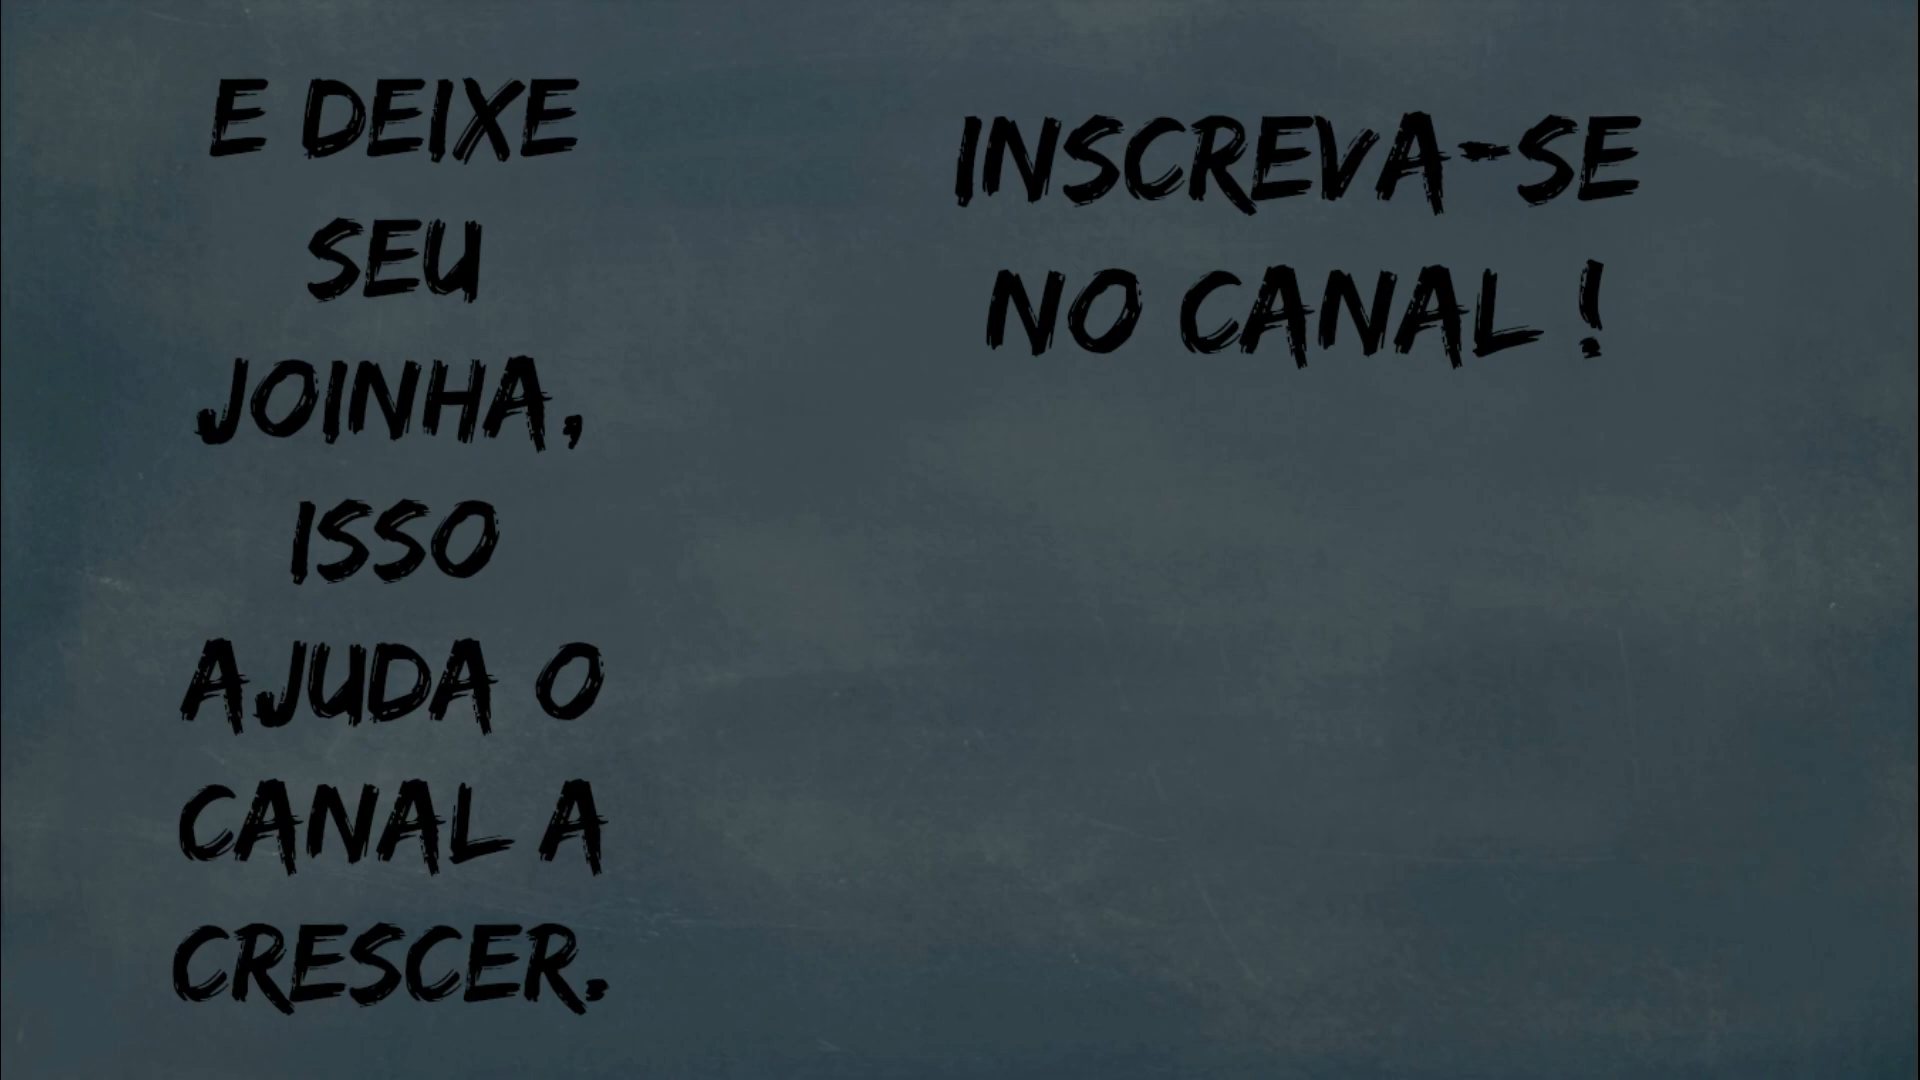 E DEIXE
SEU
JOINHA,
ISSO
AJUDA O
CANAL A
CRESCER.
INSCREVA-SE
NO CANAL !